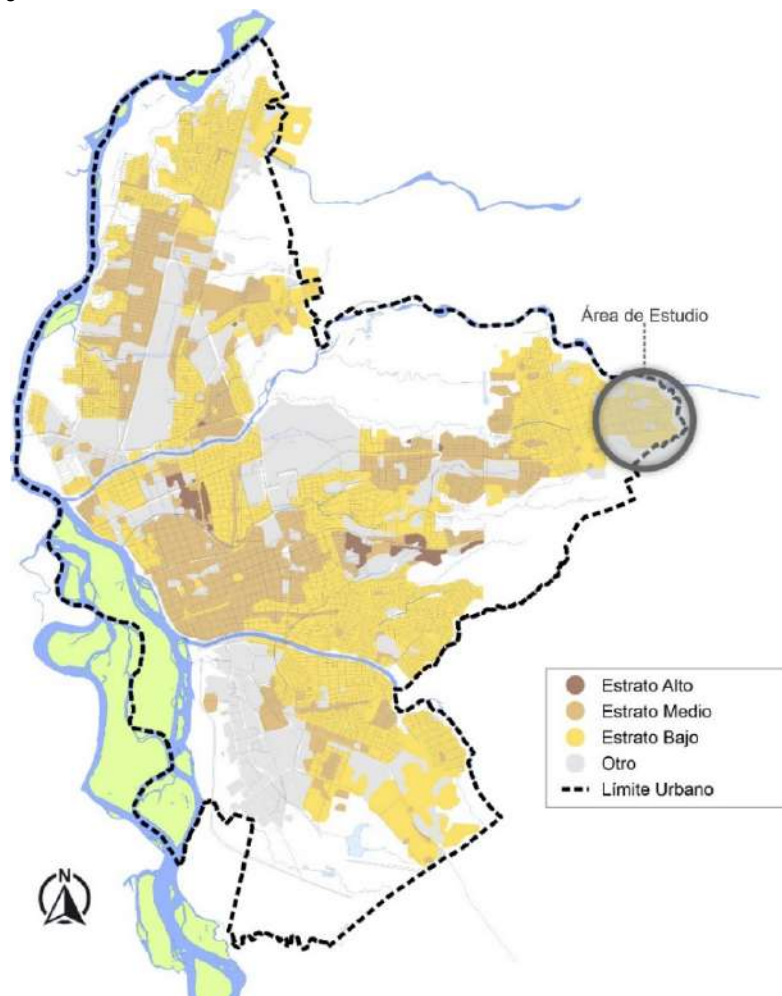 Área de Estudio
Estrato Alto
Estrato Medio
Estrato Bajo
Otro
Límite Urbano
N